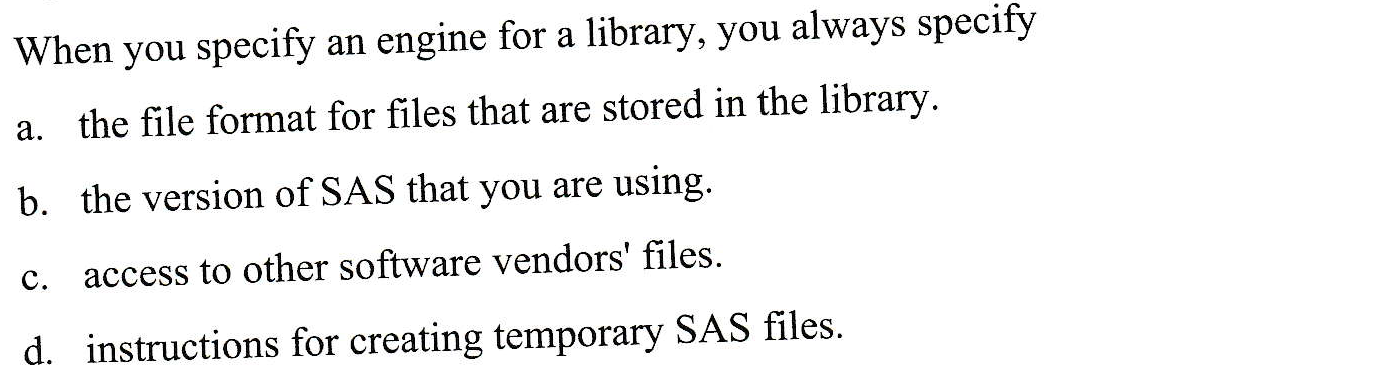 When you specify an engine for a library, you always specify
a. the file format for files that are stored in the library.
b. the version of SAS that you are using.
c. access to other software vendors' files.
d. instructions for creating temporary SAS files.